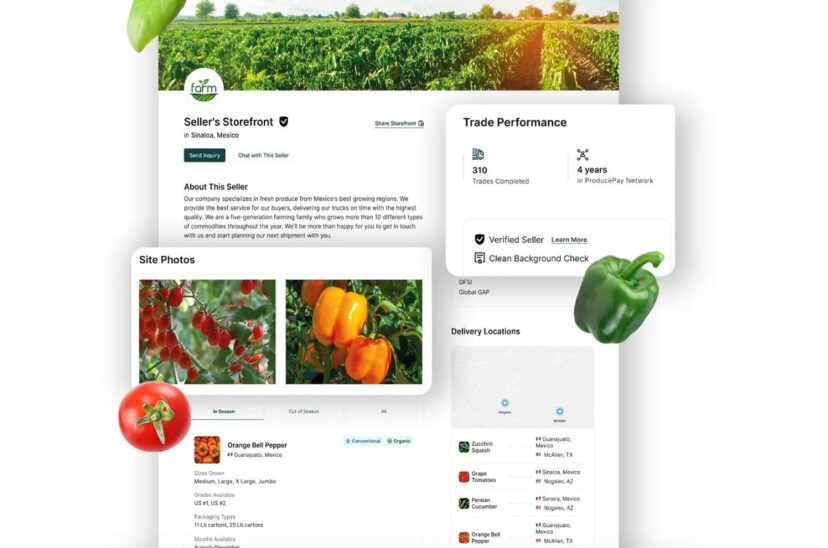 farm
Seller's Storefront
in Sinaloa, Mexico
Share Storefront
Send Inquiry
Chat with This Seller
About This Seller
Our company specializes in fresh produce from Mexico's best growing regions. We
provide the best service for our buyers, delivering our trucks on time with the highest
quality. We are a five-generation farming family who grows more than 10 different types
of commodities throughout the year. We'll be more than happy for you to get in touch
with us and start planning our next shipment with you.
Trade Performance
310
Trades Completed
4 years
in ProducePay Network
Verified Seller Learn More
Clean Background Check
GFSI
Global GAP
Site Photos
In Season
Out of Season
All
Orange Bell Pepper
Guanajuato, Mexico
Conventional
Organic
Sizes Grown
Medium, Large, X Large, Jumbo
Grades Available
US #1, US #2
Packaging Types
11 Lb cartons, 25 Lb cartons
Months Available
August-December
Delivery Locations
Nogales
McAllen
Zucchini
Squash
Guanajuato,
Mexico
McAllen, TX
Grape
Tomatoes
Sinaloa, Mexico
Nogales, AZ
Persian
Cucumber
Sonora, Mexico
Nogales, AZ
Orange Bell
Pepper
Guanajuato,
Mexico
McAllen, TX